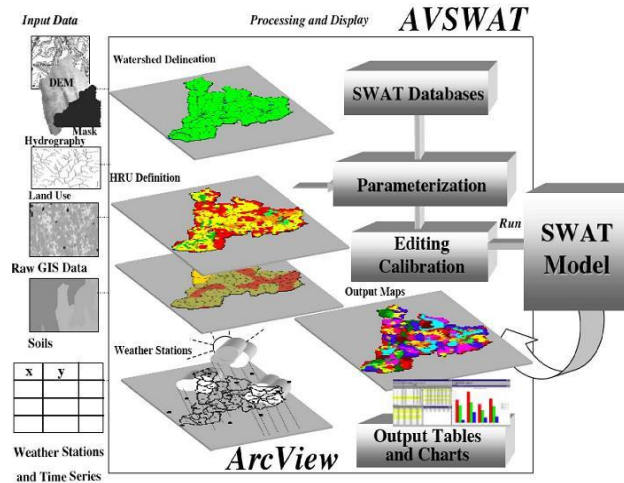 Input Data
Processing and Display
AVSWAT
DEM
Mask
Hydrography
Land Use
Raw GIS Data
Soils
x y
Weather Stations
and Time Series
Watershed Delineation
HRU Definition
Weather Stations
SWAT Databases
Parameterization
Editing
Calibration
Run
SWAT
Model
Output Maps
Output Tables
and Charts
ArcView